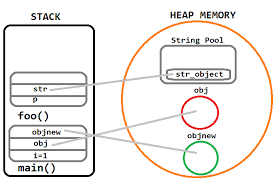 STACK
HEAP MEMORY
String Pool
str_object
str
p
foo()
obj
objnew
obj
i=1
main()
objnew